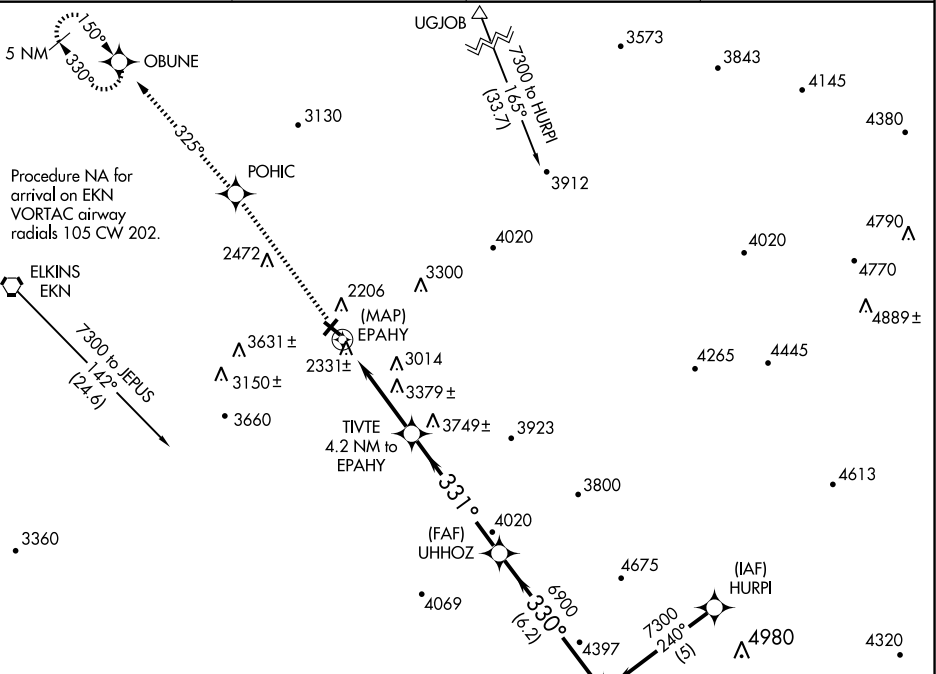 150°
5 NM
330°
OBUNE
UGJOB
7300 to HURPI
165°
(33.7)
3573
3843
4145
4380
3130
325°
POHIC
3912
Procedure NA for
arrival on EKN
VORTAC airway
radials 105 CW 202.
4020
4020
4790
4770
2472
3300
ELKINS
EKN
2206
(MAP)
EPAHY
4889±
7300 to JEPUS
142°
(24.6)
3631±
2331±
3014
4265
4445
3150±
3379±
3660
TIVTE
4.2 NM to
EPAHY
3749±
3923
331°
3800
4613
4020
(FAF)
UHHOZ
3360
4675
(IAF)
HURPI
4069
6900
330°
(6.2)
7300
240°
(5)
4397
4980
4320